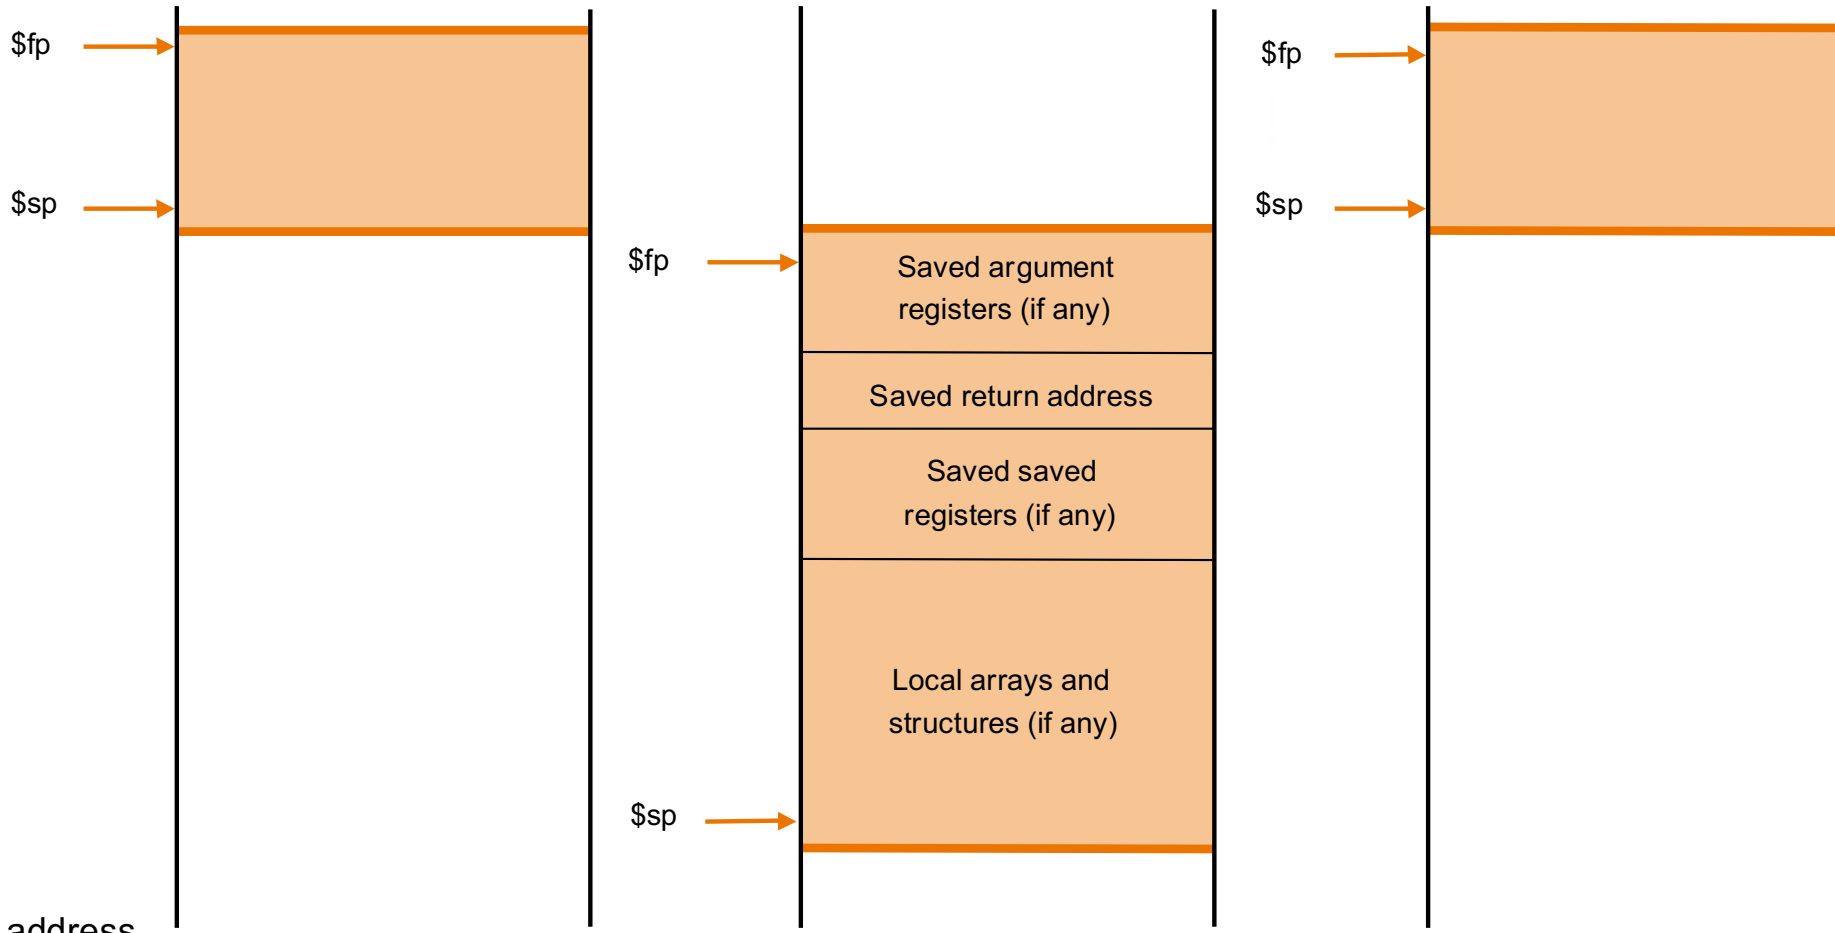 $fp
$sp
$fp
Saved argument
registers (if any)
Saved return address
Saved saved
registers (if any)
Local arrays and
structures (if any)
$sp
$fp
$sp
address